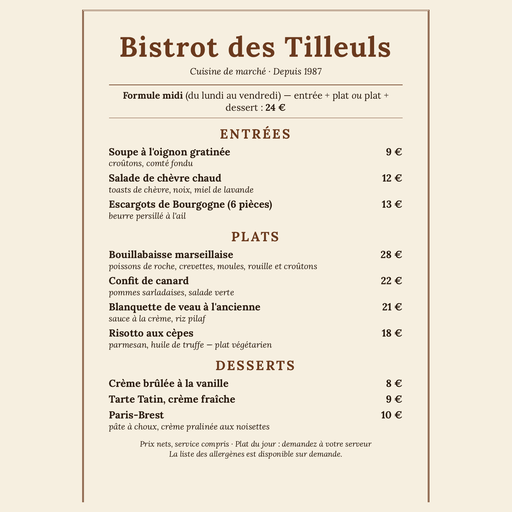 Bistrot des Tilleuls
Cuisine de marché · Depuis 1987
Formule midi (du lundi au vendredi) — entrée + plat ou plat +
dessert : 24 €
ENTRÉES
Soupe à l'oignon gratinée 9 €
croûtons, comté fondu
Salade de chèvre chaud 12 €
toasts de chèvre, noix, miel de lavande
Escargots de Bourgogne (6 pièces) 13 €
beurre persillé à l'ail
PLATS
Bouillabaisse marseillaise 28 €
poissons de roche, crevettes, moules, rouille et croûtons
Confit de canard 22 €
pommes sarladaises, salade verte
Blanquette de veau à l'ancienne 21 €
sauce à la crème, riz pilaf
Risotto aux cèpes 18 €
parmesan, huile de truffe — plat végétarien
DESSERTS
Crème brûlée à la vanille 8 €
Tarte Tatin, crème fraîche 9 €
Paris-Brest 10 €
pâte à choux, crème pralinée aux noisettes
Prix nets, service compris · Plat du jour : demandez à votre serveur
La liste des allergènes est disponible sur demande.